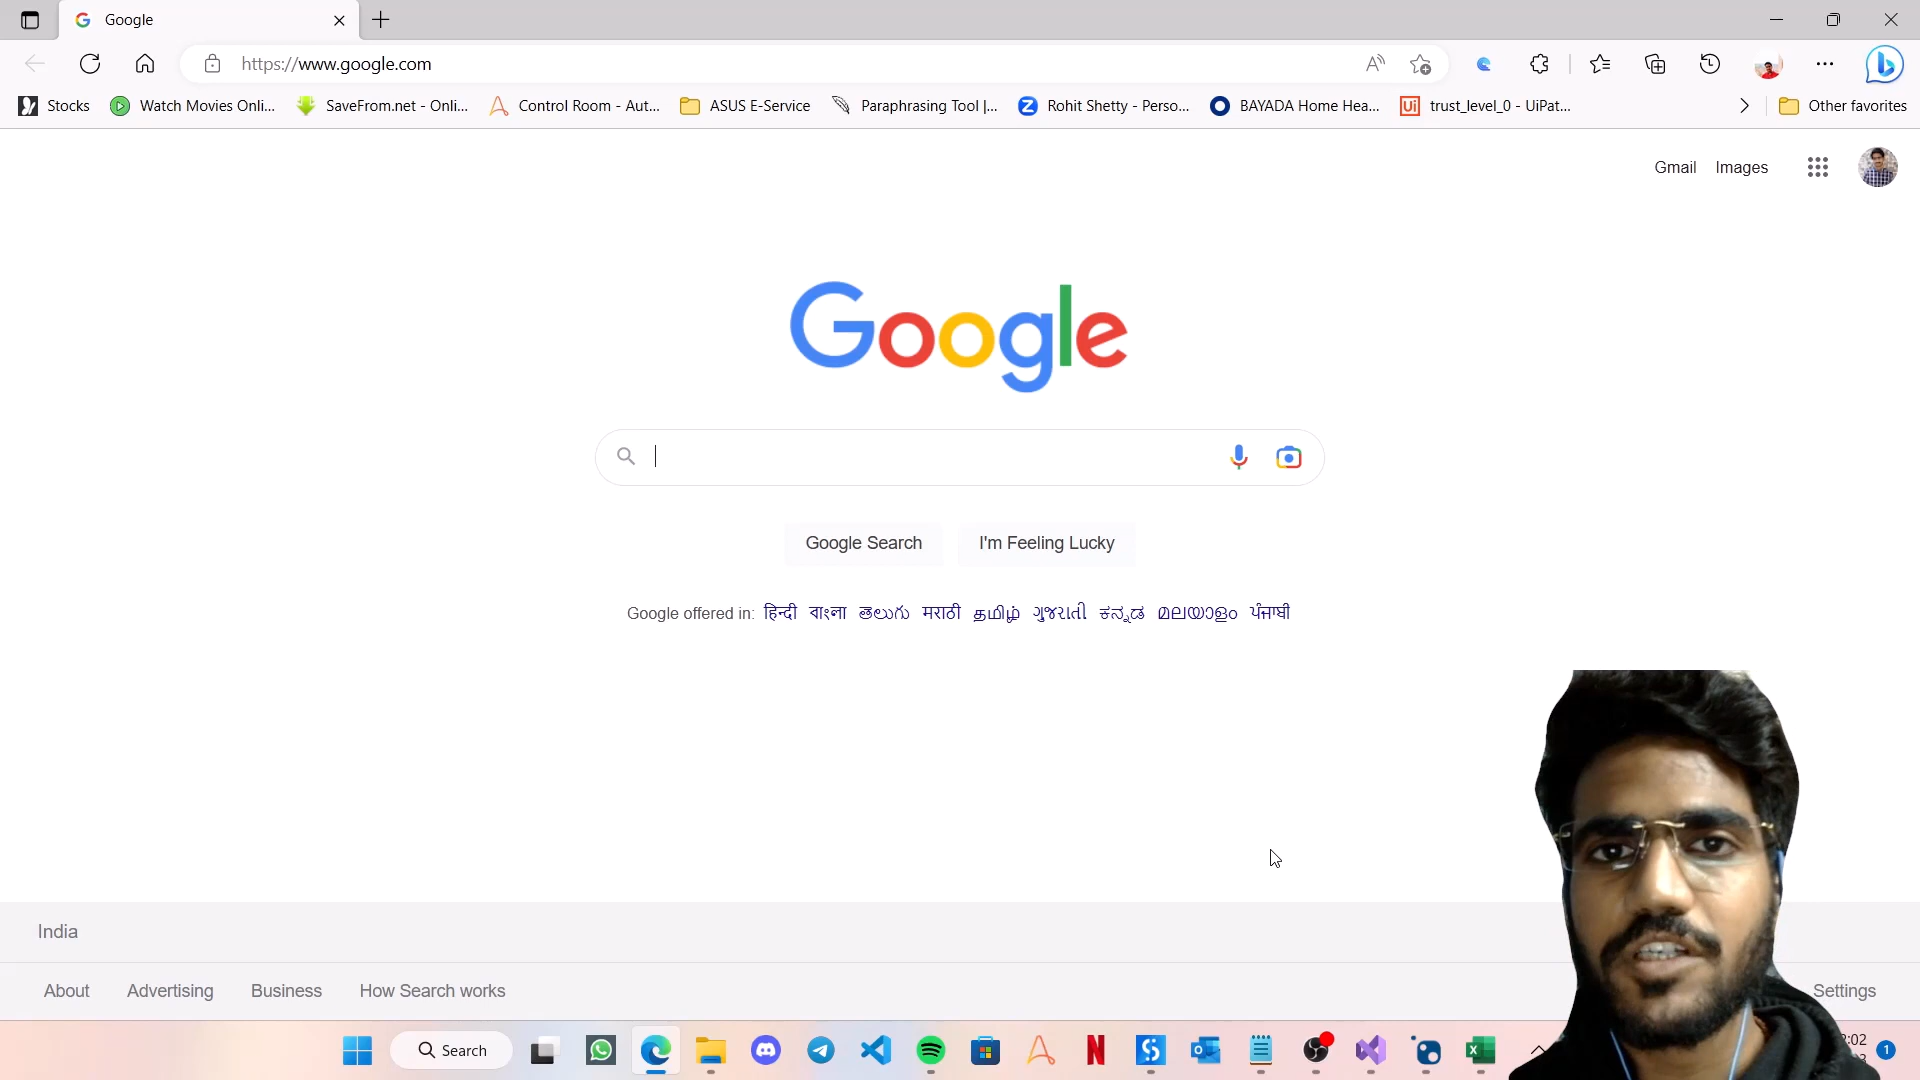 Google
https://www.google.com
Stocks
Watch Movies Onli...
SaveFrom.net - Onli...
Control Room - Aut...
ASUS E-Service
Paraphrasing Tool |...
Rohit Shetty - Perso...
BAYADA Home Hea...
trust_level_0 - UiPat...
Other favorites
Gmail
Images
Google
Google Search
I'm Feeling Lucky
Google offered in: हिन्दी বাংলা తెలుగు मराठी தமிழ் ગુજરાતી ಕನ್ನಡ മലയാളം ਪੰਜਾਬੀ
India
About
Advertising
Business
How Search works
Settings
Search
1